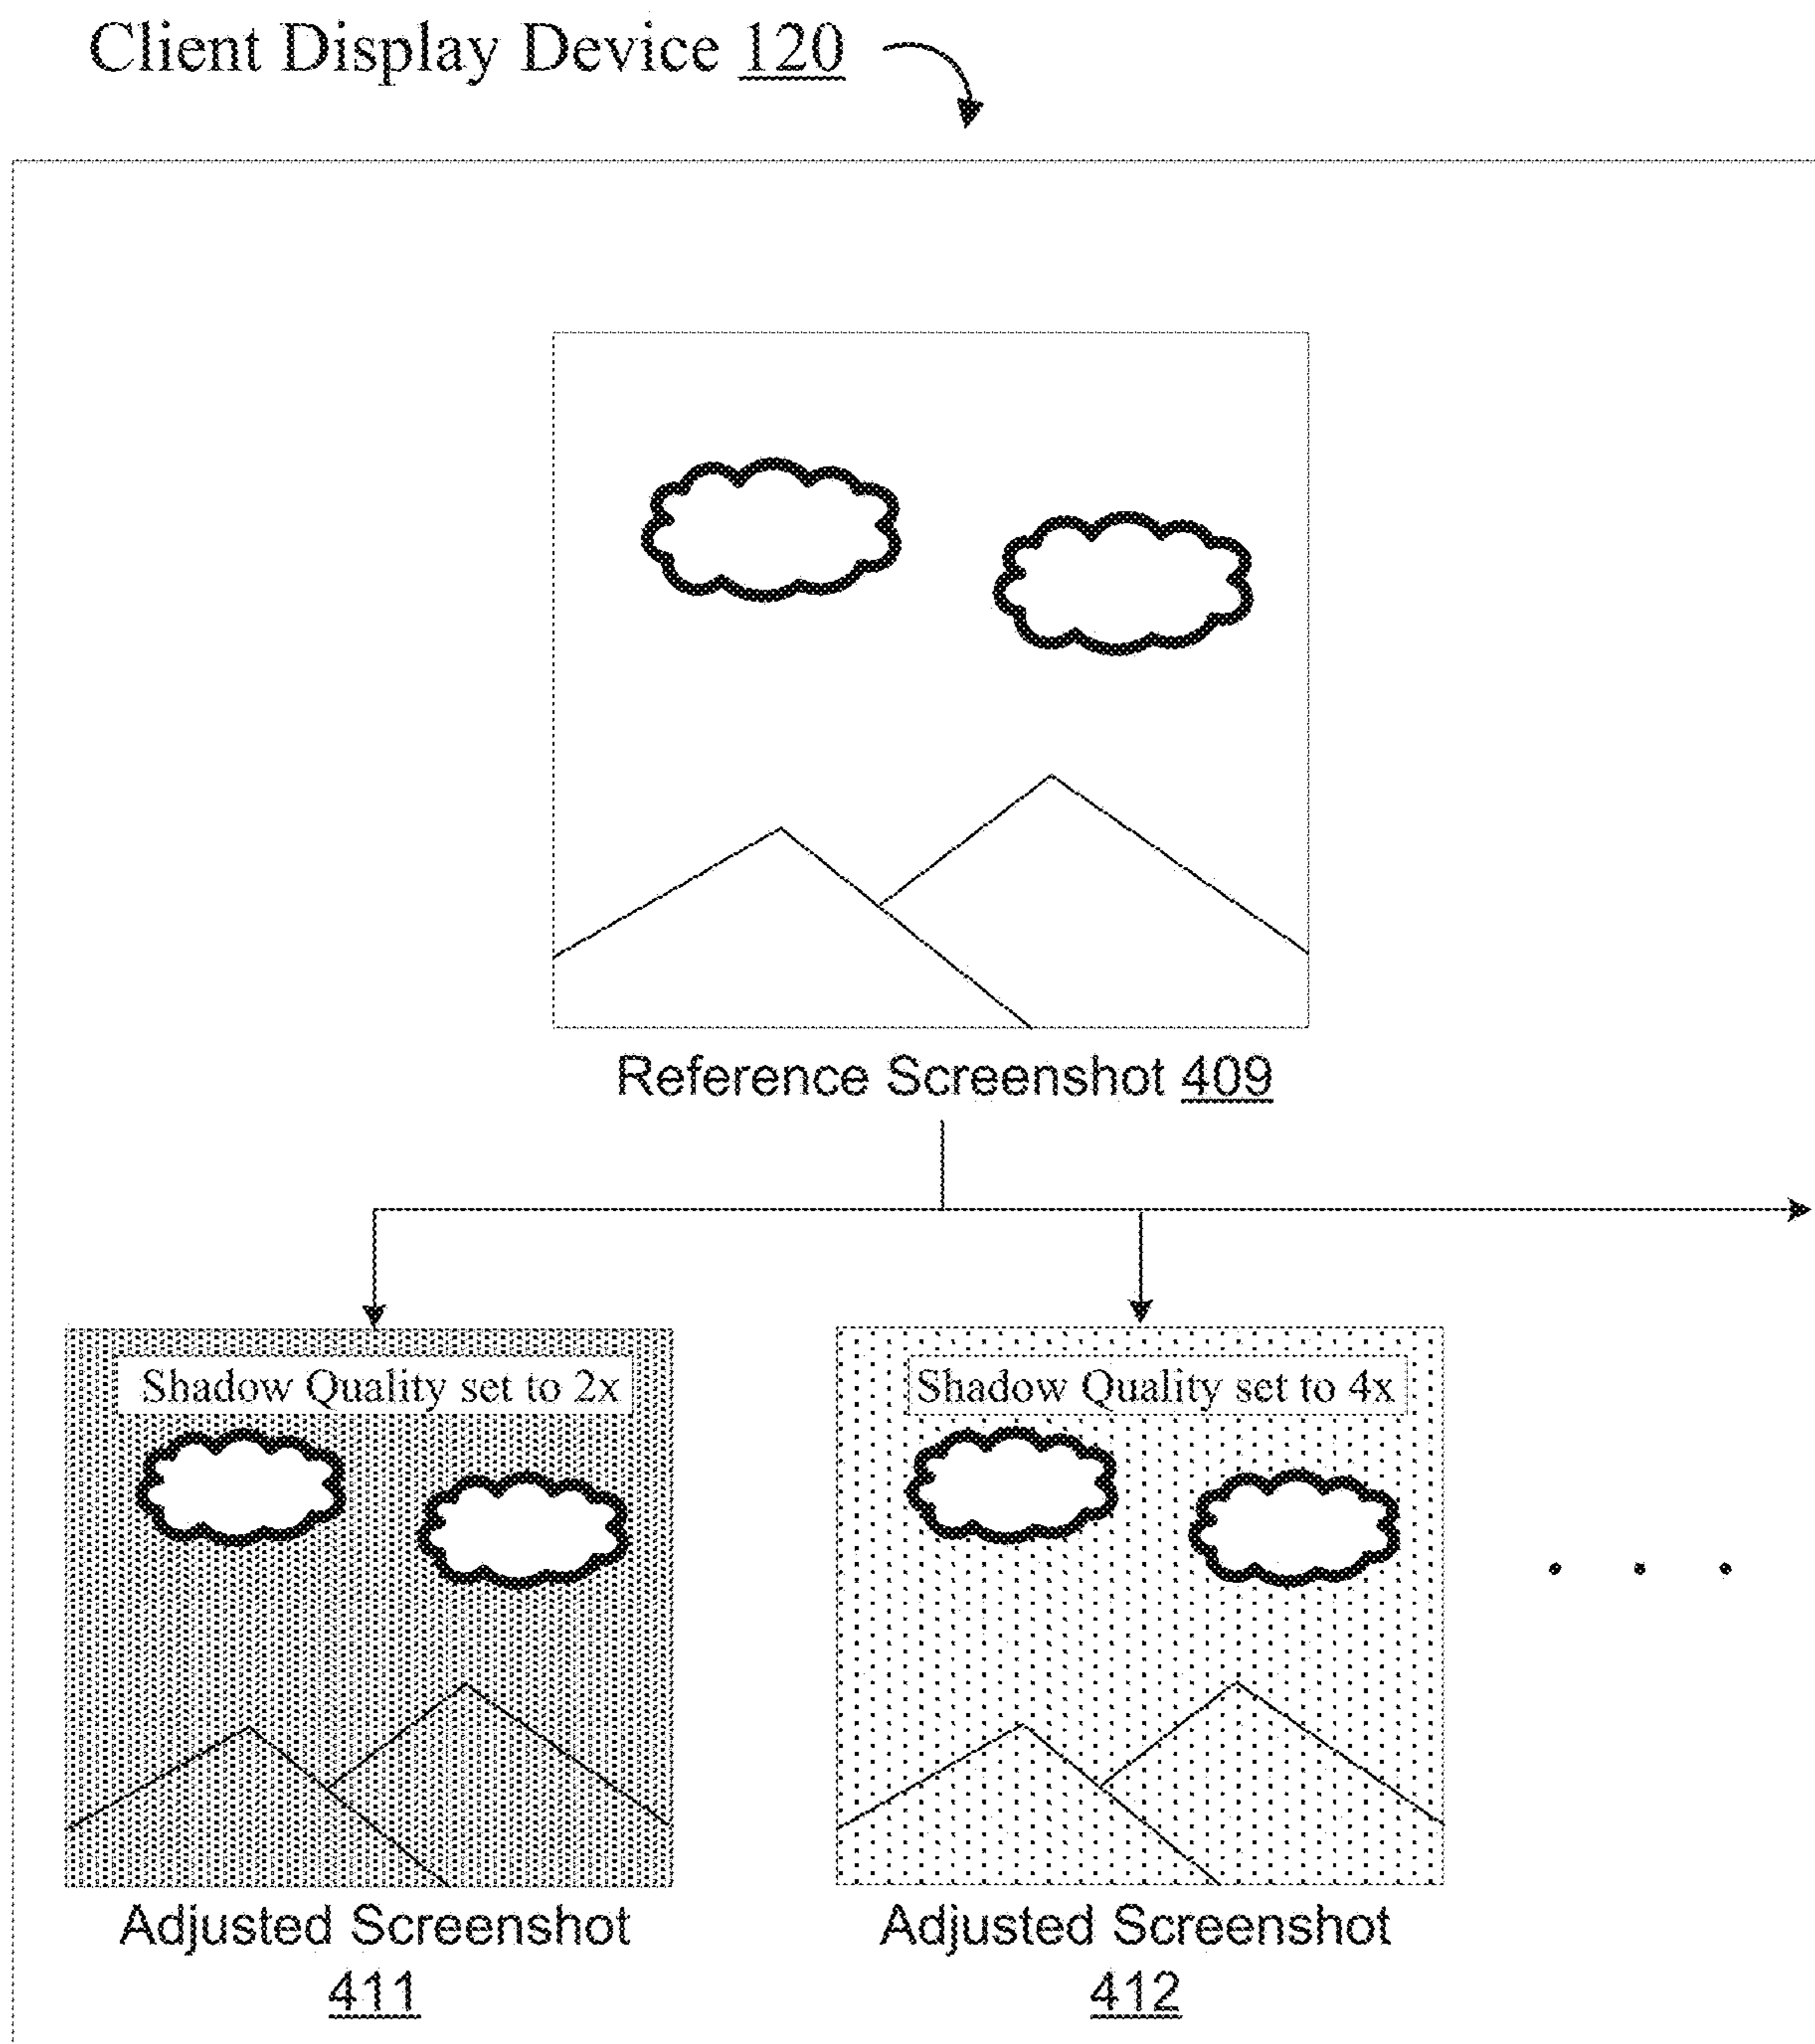 Client Display Device 120
Reference Screenshot 409
Shadow Quality set to 2x
Shadow Quality set to 4x
Adjusted Screenshot
411
Adjusted Screenshot
412